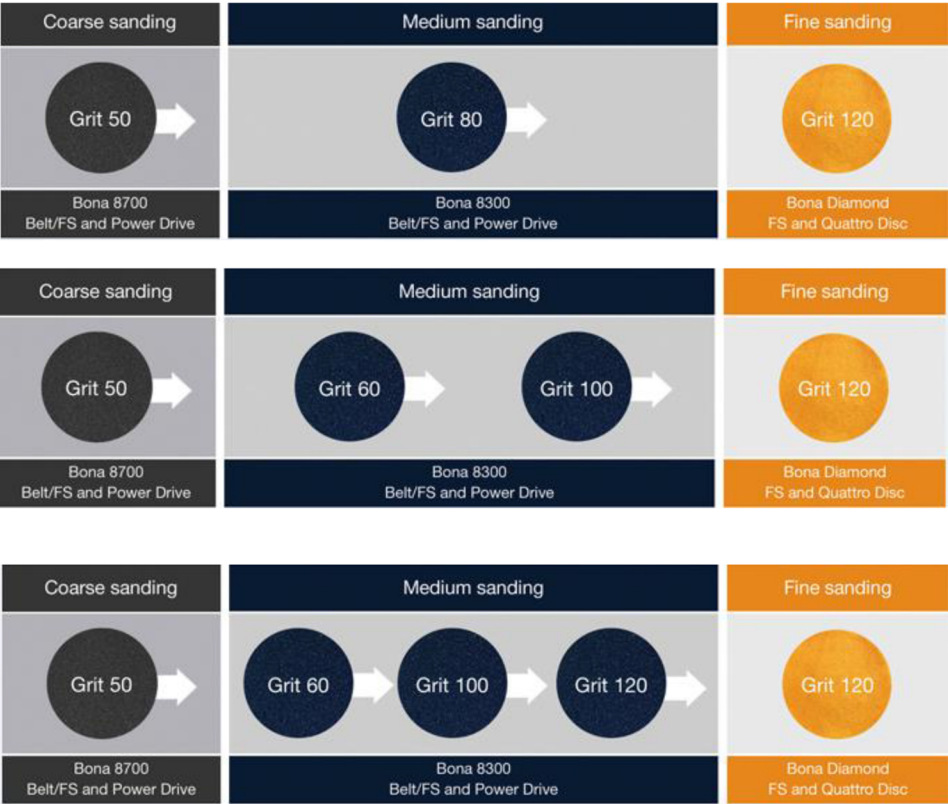 Coarse sanding
Medium sanding
Fine sanding
Grit 50
Grit 80
Grit 120
Bona 8700
Belt/FS and Power Drive
Bona 8300
Belt/FS and Power Drive
Bona Diamond
FS and Quattro Disc
Coarse sanding
Medium sanding
Fine sanding
Grit 50
Grit 60
Grit 100
Grit 120
Bona 8700
Belt/FS and Power Drive
Bona 8300
Belt/FS and Power Drive
Bona Diamond
FS and Quattro Disc
Coarse sanding
Medium sanding
Fine sanding
Grit 50
Grit 60
Grit 100
Grit 120
Grit 120
Bona 8700
Belt/FS and Power Drive
Bona 8300
Belt/FS and Power Drive
Bona Diamond
FS and Quattro Disc